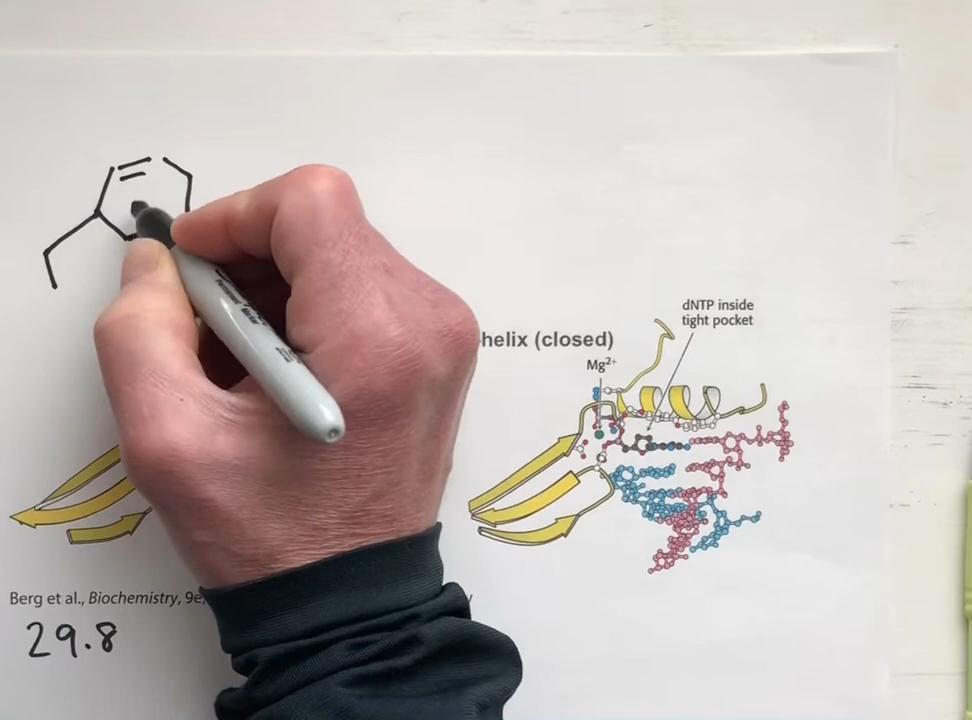 dNTP inside
tight pocket
helix (closed)
Mg²⁺
Berg et al., Biochemistry, 9e,
29.8